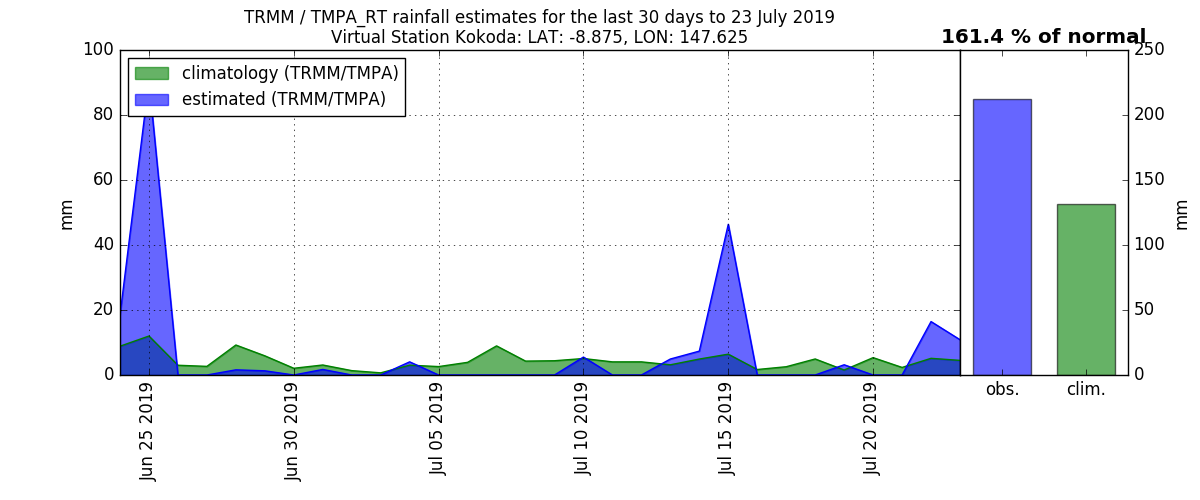 TRMM / TMPA_RT rainfall estimates for the last 30 days to 23 July 2019
Virtual Station Kokoda: LAT: -8.875, LON: 147.625
161.4 % of normal
climatology (TRMM/TMPA)
estimated (TRMM/TMPA)
100
80
60
40
20
0
mm
Jun 25 2019
Jun 30 2019
Jul 05 2019
Jul 10 2019
Jul 15 2019
Jul 20 2019
250
200
150
100
50
0
mm
obs.
clim.